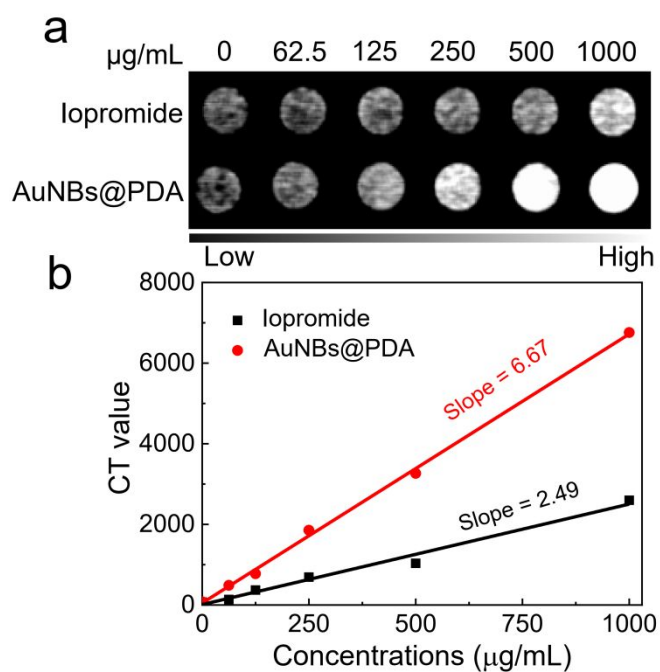 a
μg/mL 0 62.5 125 250 500 1000
Iopromide
AuNBs@PDA
Low High
b
8000
6000
4000
2000
0
CT value
Iopromide
AuNBs@PDA
Slope = 6.67
Slope = 2.49
0 250 500 750 1000
Concentrations (μg/mL)